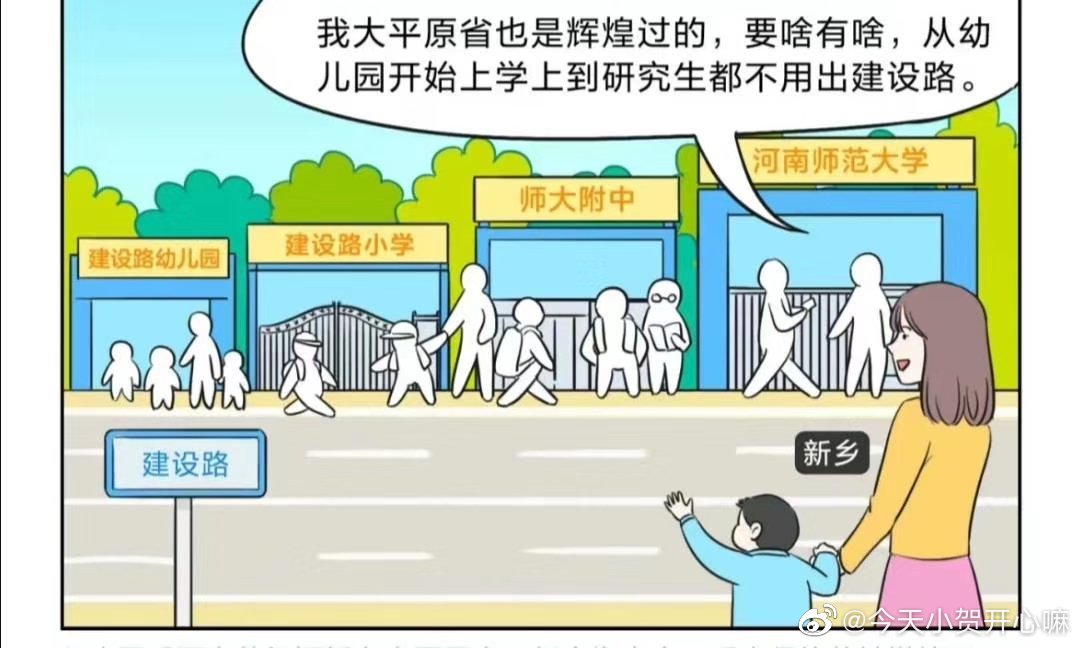 我大平原省也是辉煌过的，要啥有啥，从幼
儿园开始上学上到研究生都不用出建设路。
河南师范大学
师大附中
建设路小学
建设路幼儿园
建设路
新乡
@今天小贺开心嘛